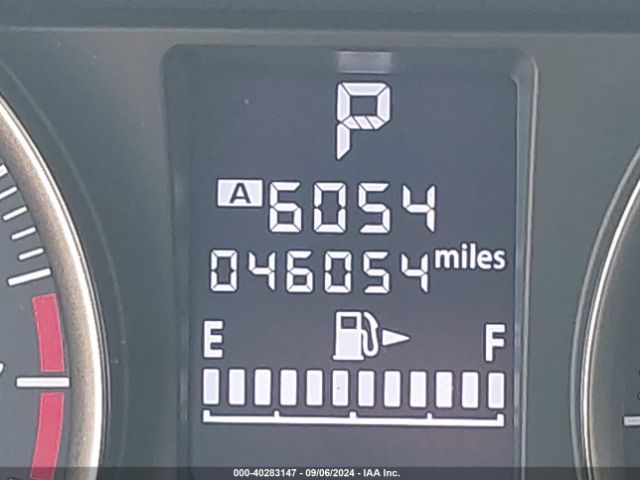 P
A 6054
046054 miles
E F
000-40283147 - 09/06/2024 - IAA Inc.